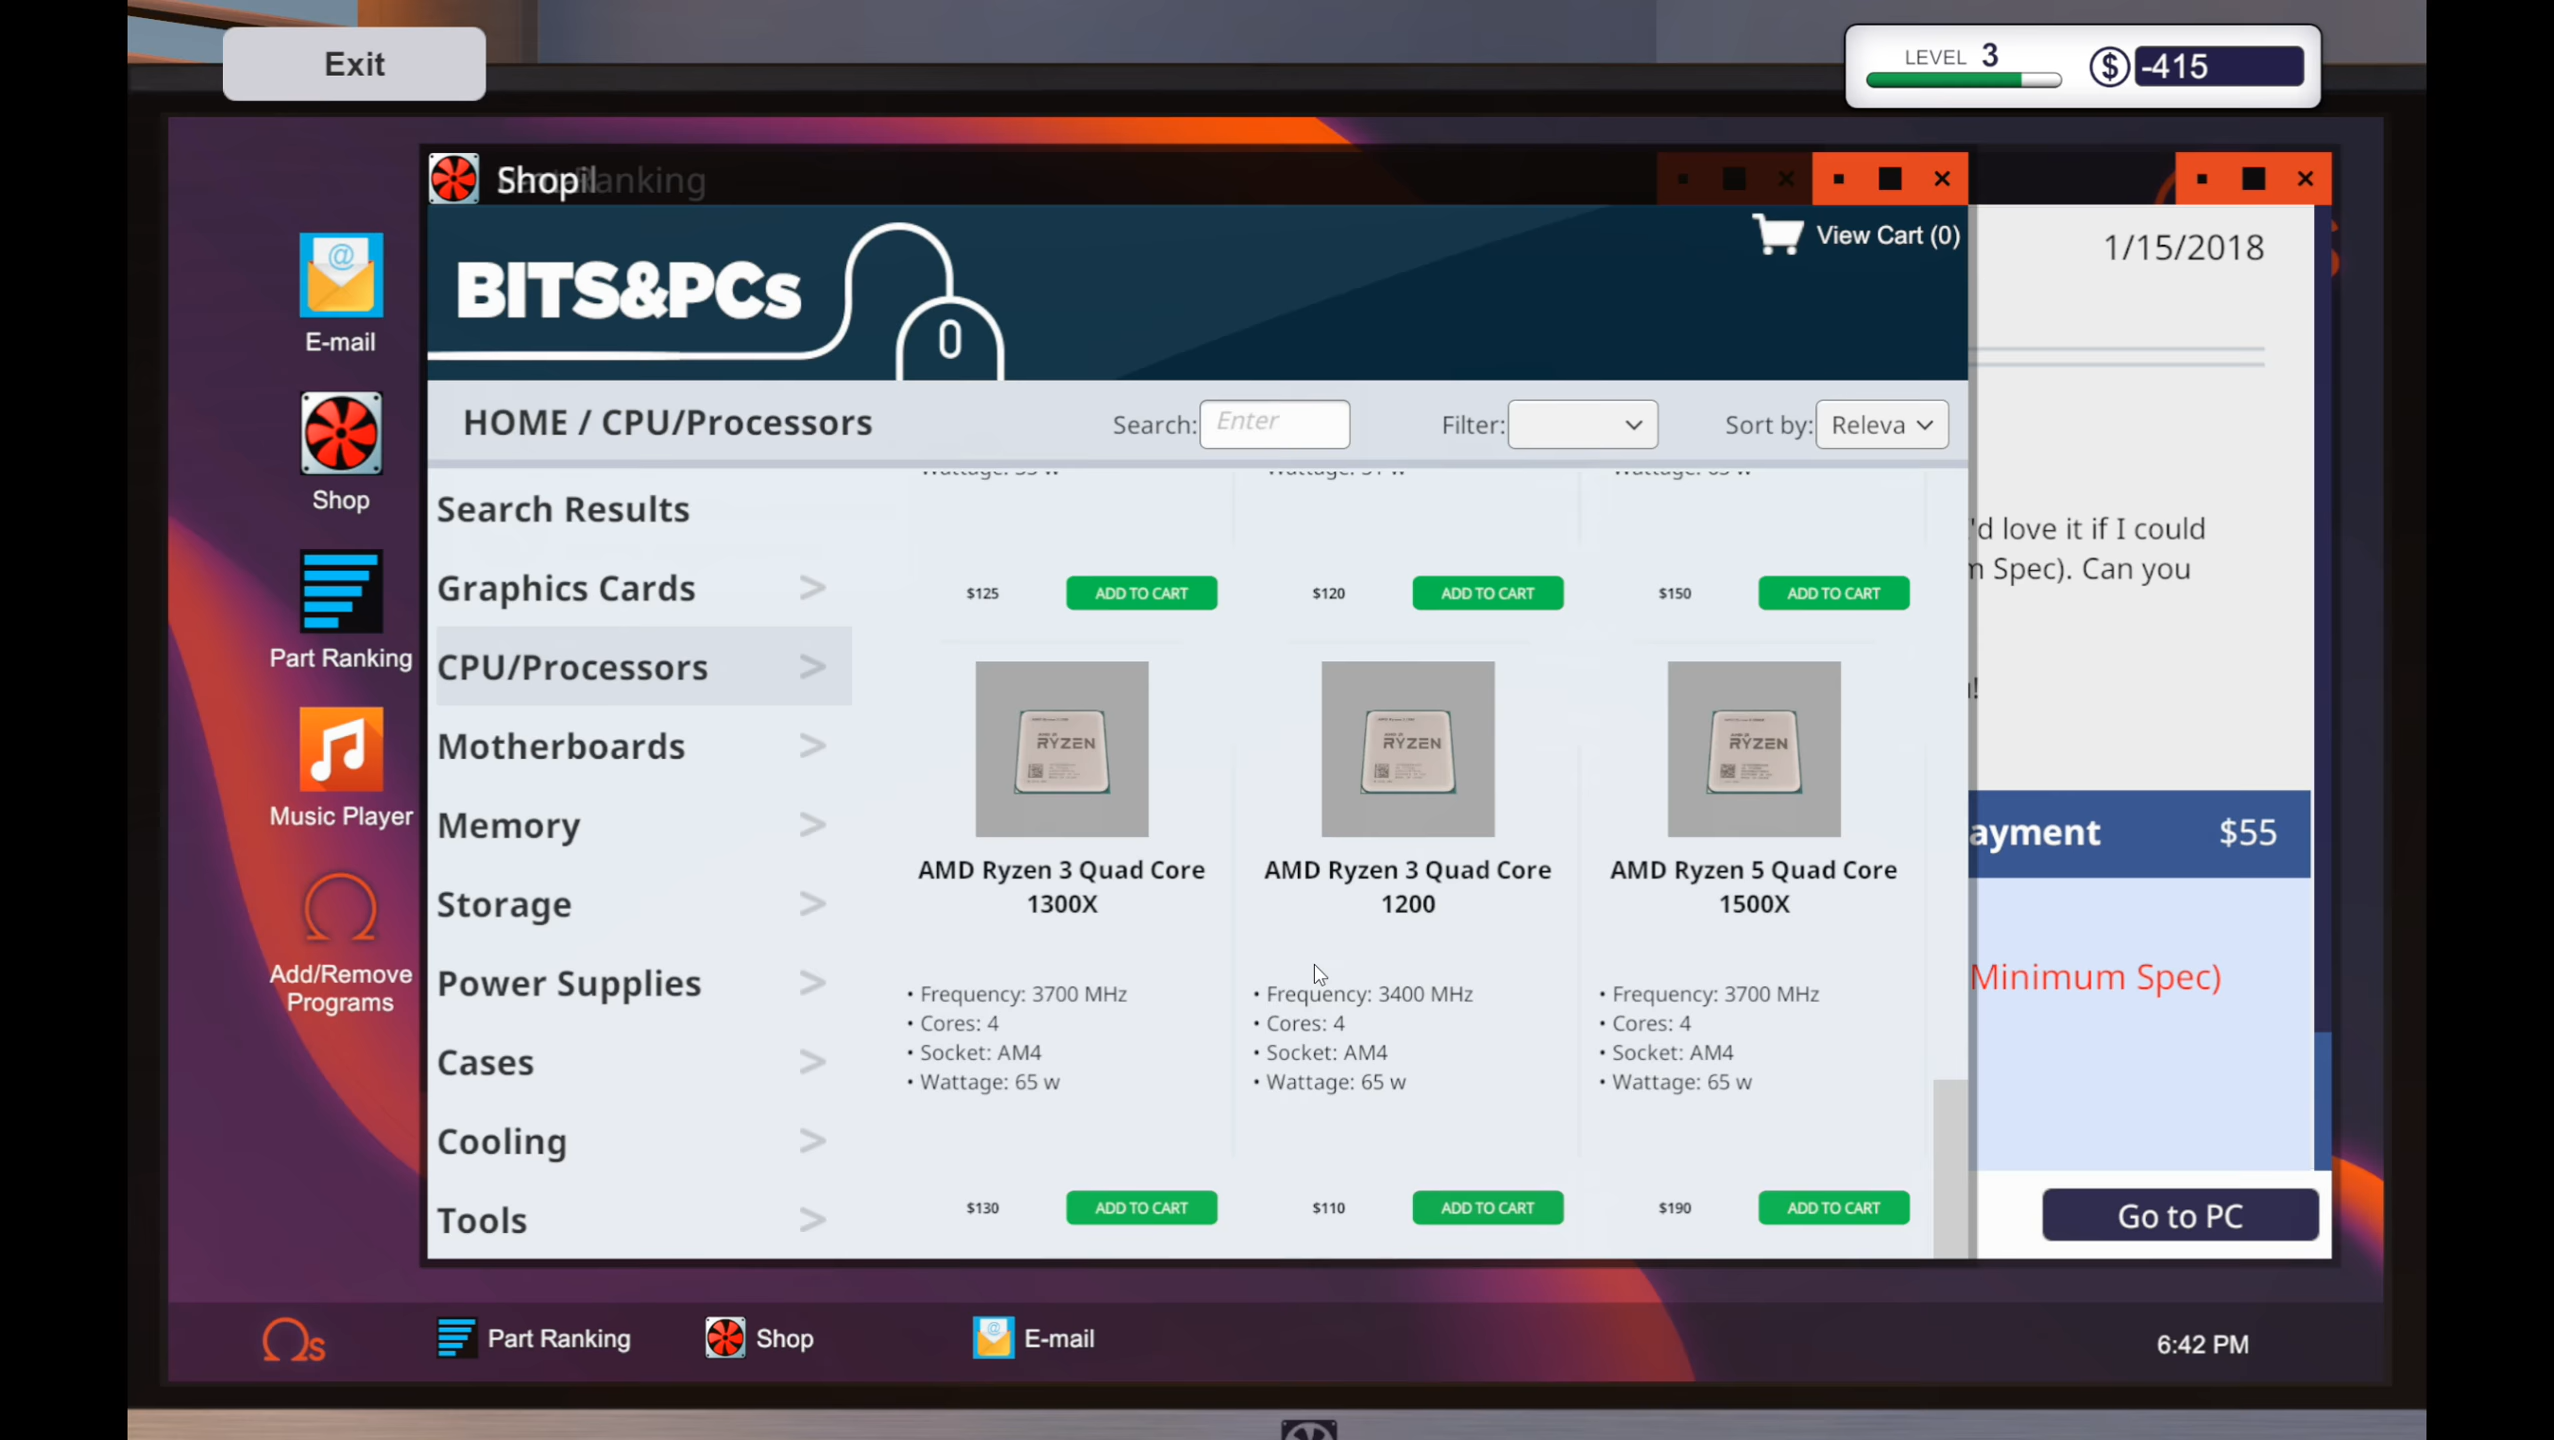 Exit
LEVEL 3
$ -415
Shop
Ranking
BITS&PCs
View Cart (0)
1/15/2018
E-mail
Shop
Part Ranking
Music Player
Add/Remove
Programs
HOME / CPU/Processors
Search: Enter
Filter:
Sort by: Releva
Search Results
Graphics Cards >
CPU/Processors >
Motherboards >
Memory >
Storage >
Power Supplies >
Cases >
Cooling >
Tools >
$125 ADD TO CART
$120 ADD TO CART
$150 ADD TO CART
RYZEN
RYZEN
RYZEN
AMD Ryzen 3 Quad Core
1300X
• Frequency: 3700 MHz
• Cores: 4
• Socket: AM4
• Wattage: 65 w
$130 ADD TO CART
AMD Ryzen 3 Quad Core
1200
• Frequency: 3400 MHz
• Cores: 4
• Socket: AM4
• Wattage: 65 w
$110 ADD TO CART
AMD Ryzen 5 Quad Core
1500X
• Frequency: 3700 MHz
• Cores: 4
• Socket: AM4
• Wattage: 65 w
$190 ADD TO CART
'd love it if I could
Spec). Can you
ayment $55
Minimum Spec)
Go to PC
Ωs
Part Ranking
Shop
E-mail
6:42 PM